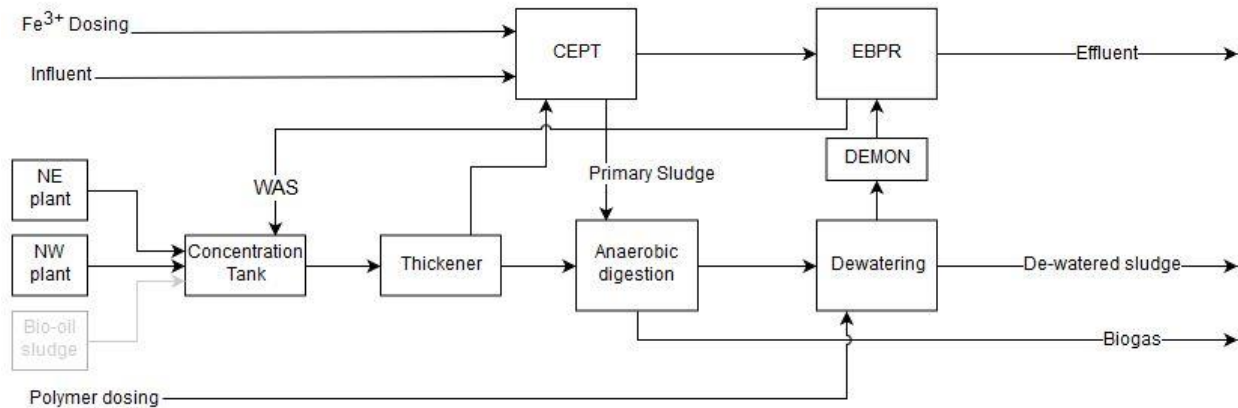 Fe3+ Dosing
CEPT
EBPR
Effluent
Influent
DEMON
NE
plant
WAS
Primary Sludge
NW
plant
Concentration
Tank
Thickener
Anaerobic
digestion
Dewatering
De-watered sludge
Bio-oil
sludge
Biogas
Polymer dosing